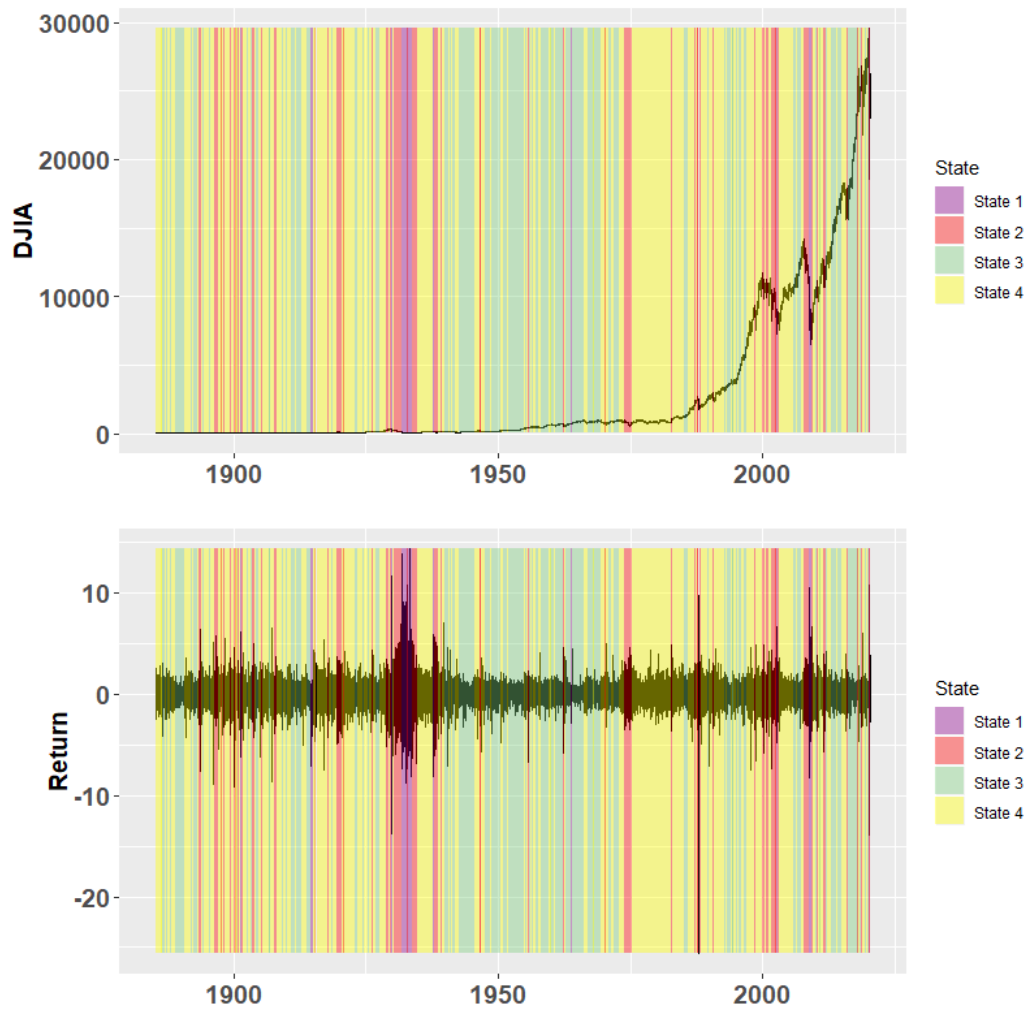 30000
20000
10000
0
DJIA
1900
1950
2000
State
State 1
State 2
State 3
State 4
10
0
-10
-20
Return
1900
1950
2000
State
State 1
State 2
State 3
State 4